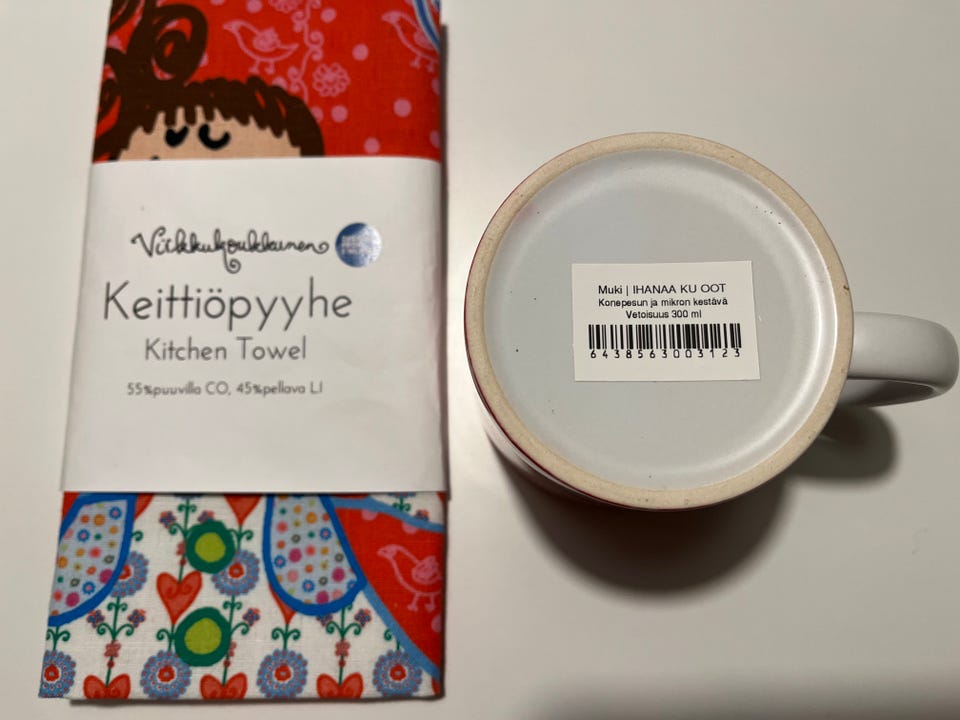 Viikkukoukkunen
Keittiöpyyhe
Kitchen Towel
55%puuvilla CO, 45%pellava LI
Muki | IHANAA KU OOT
Konepesun ja mikron kestävä
Vetoisuus 300 ml
6438563003123